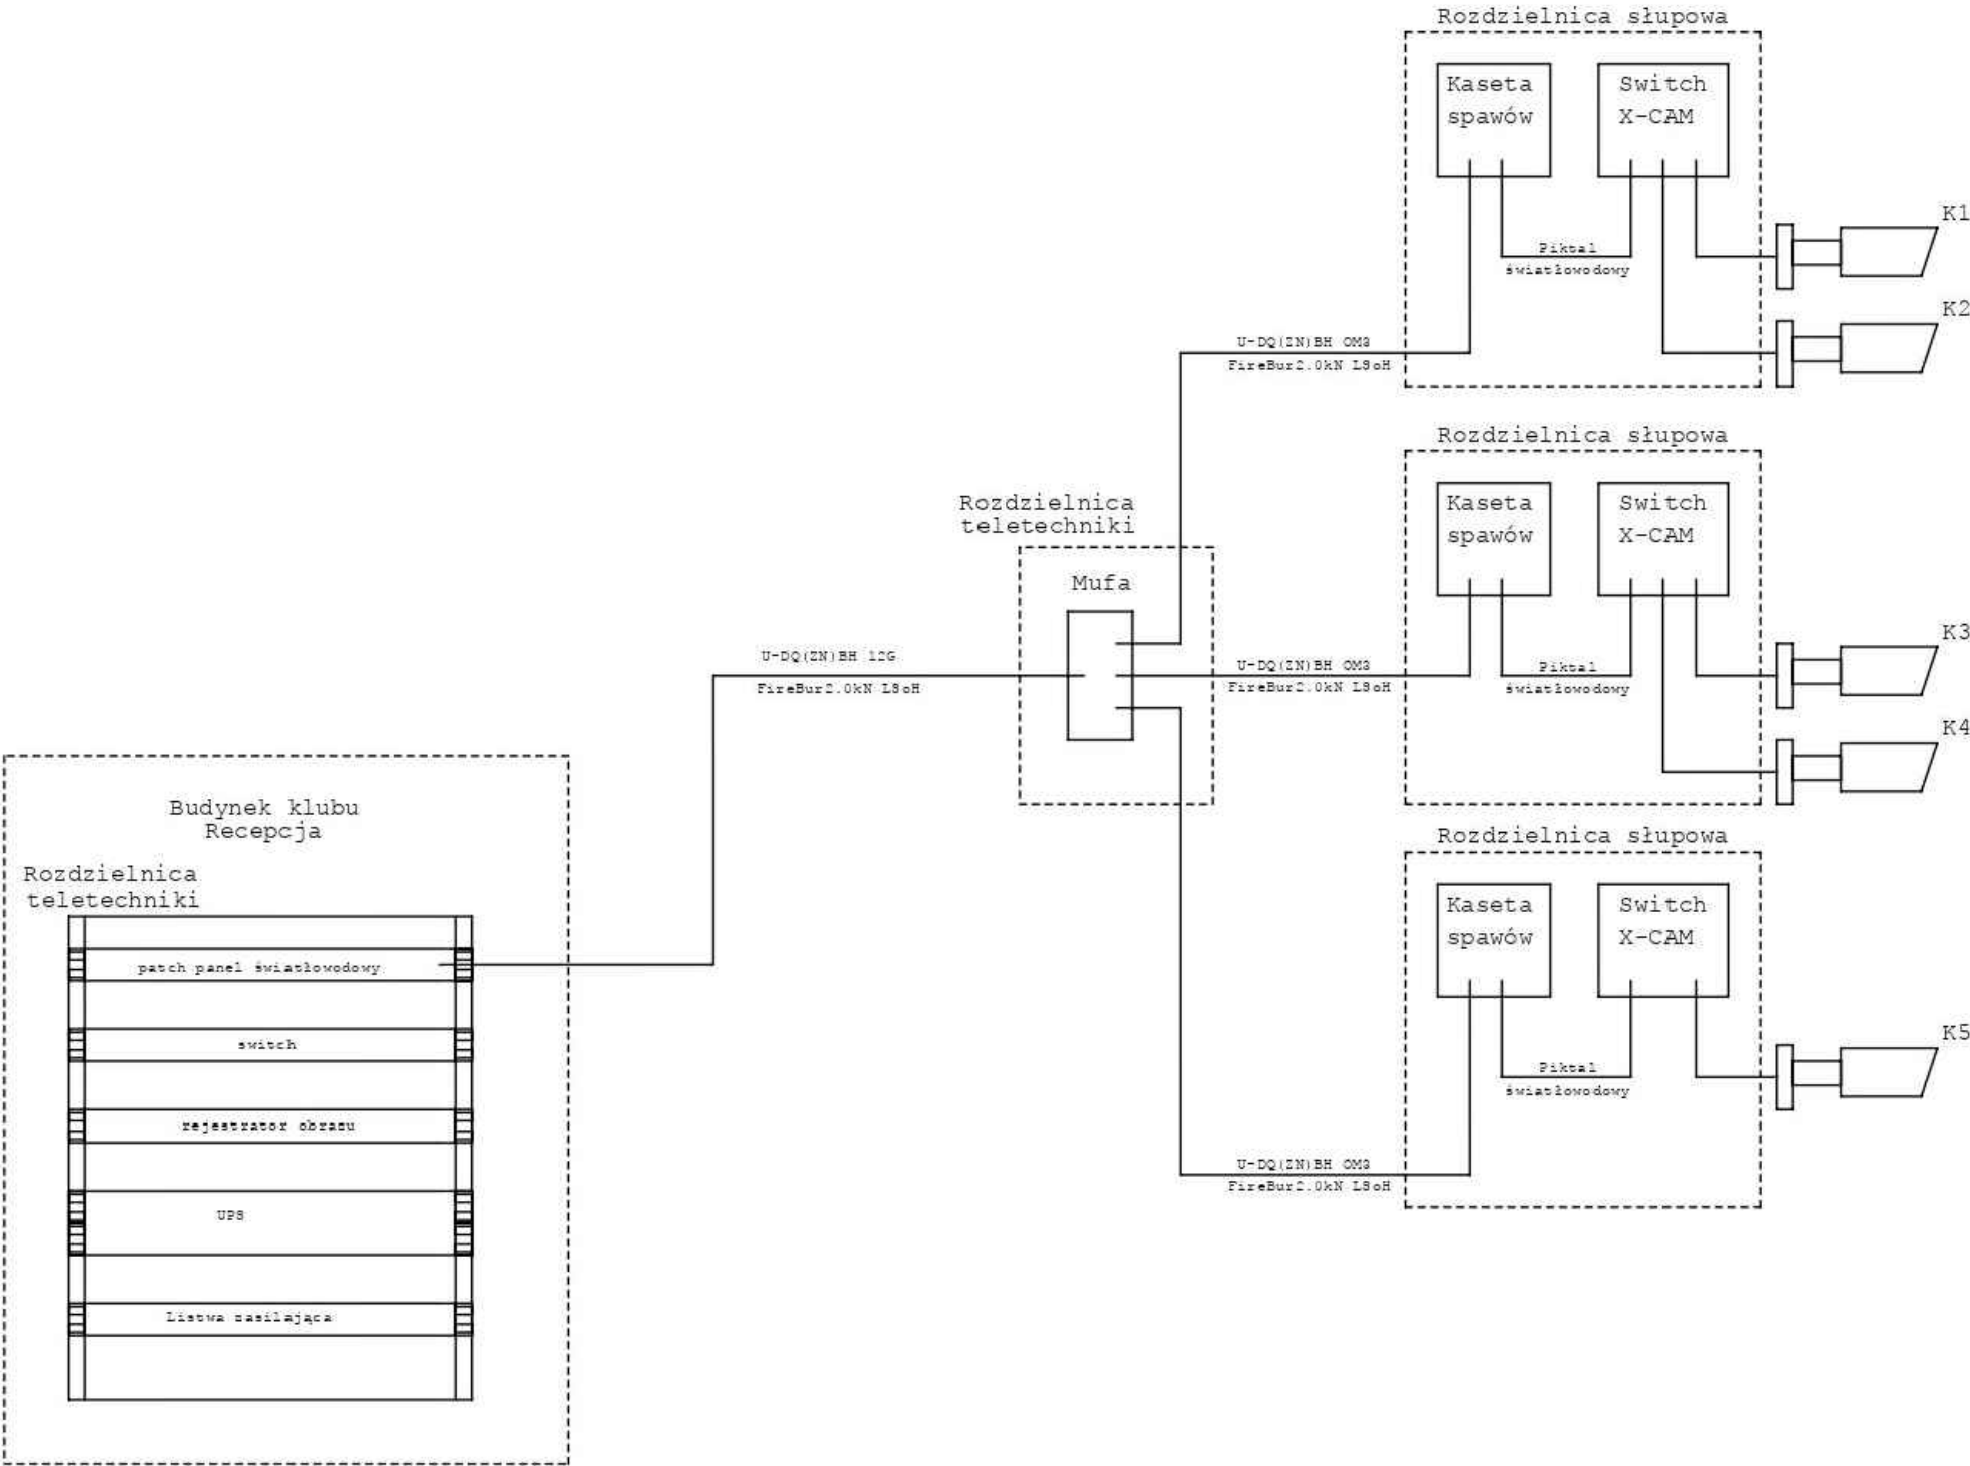 Rozdzielnica słupowa
Kaseta
spawów
Switch
X-CAM
K1
Piktal
światłowodowy
K2
U-DQ(ZN)BH OM3
FireBur2.0kN LSoH
Rozdzielnica słupowa
Kaseta
spawów
Switch
X-CAM
Rozdzielnica
teletechniki
Mufa
K3
U-DQ(ZN)BH 12G
FireBur2.0kN LSoH
U-DQ(ZN)BH OM3
FireBur2.0kN LSoH
Piktal
światłowodowy
K4
Budynek klubu
Recepcja
Rozdzielnica słupowa
Rozdzielnica
teletechniki
Kaseta
spawów
Switch
X-CAM
patch panel światłowodowy
switch
K5
Piktal
światłowodowy
rejestrator obrazu
U-DQ(ZN)BH OM3
FireBur2.0kN LSoH
UPS
Listwa zasilająca